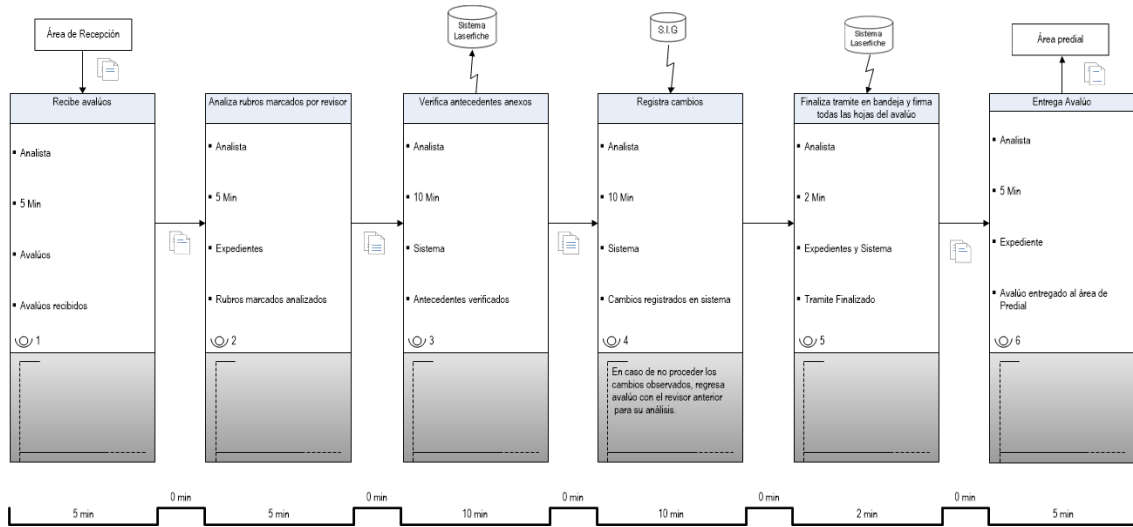 Área de Recepción
Sistema
Laserfiche
S.I.G
Sistema
Laserfiche
Área predial
Recibe avalúos
▪ Analista
▪ 5 Min
▪ Avalúos
▪ Avalúos recibidos
1
Analiza rubros marcados por revisor
▪ Analista
▪ 5 Min
▪ Expedientes
▪ Rubros marcados analizados
2
Verifica antecedentes anexos
▪ Analista
▪ 10 Min
▪ Sistema
▪ Antecedentes verificados
3
Registra cambios
▪ Analista
▪ 10 Min
▪ Sistema
▪ Cambios registrados en sistema
4
En caso de no proceder los
cambios observados, regresa
avalúo con el revisor anterior
para su análisis.
Finaliza tramite en bandeja y firma
todas las hojas del avalúo
▪ Analista
▪ 2 Min
▪ Expedientes y Sistema
▪ Tramite Finalizado
5
Entrega Avalúo
▪ Analista
▪ 5 Min
▪ Expediente
▪ Avalúo entregado al área de
Predial
6
0 min 0 min 0 min 0 min 0 min
5 min 5 min 10 min 10 min 2 min 5 min